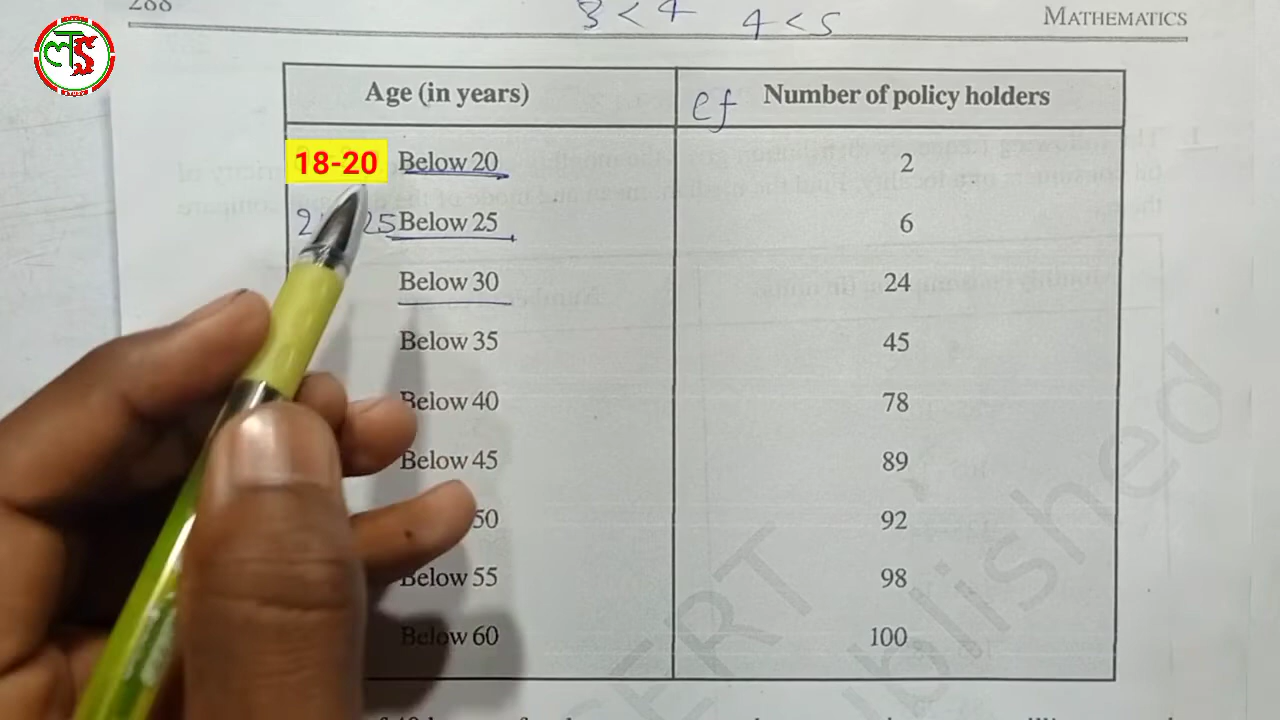 288
3 < 4 4 < 5
MATHEMATICS
Age (in years) cf Number of policy holders
18-20 Below 20 2
25 Below 25 6
Below 30 24
Below 35 45
Below 40 78
Below 45 89
50 92
Below 55 98
Below 60 100